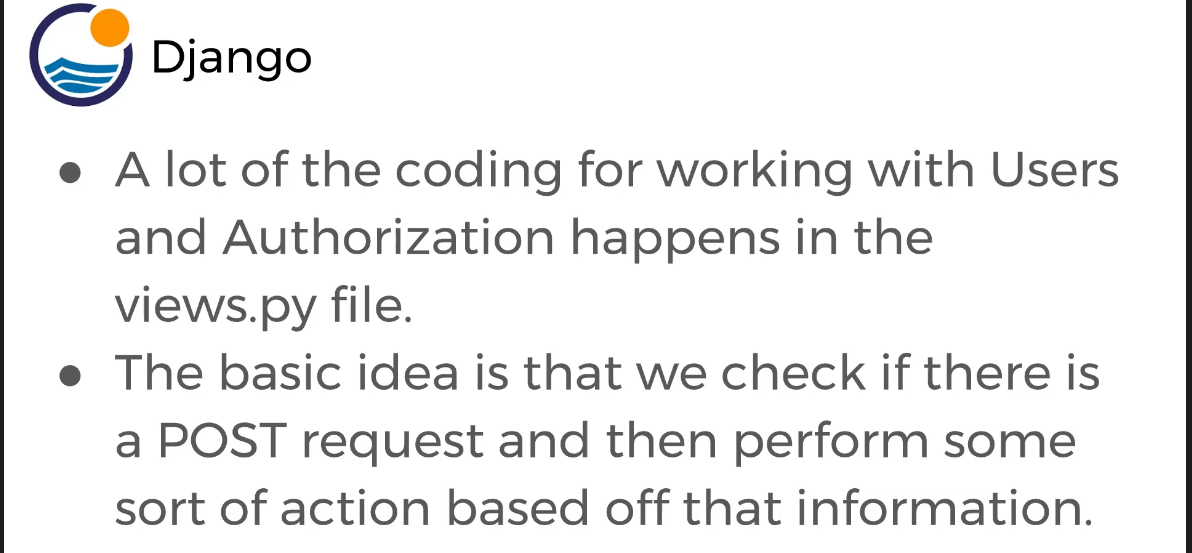 Django
● A lot of the coding for working with Users
and Authorization happens in the
views.py file.
● The basic idea is that we check if there is
a POST request and then perform some
sort of action based off that information.